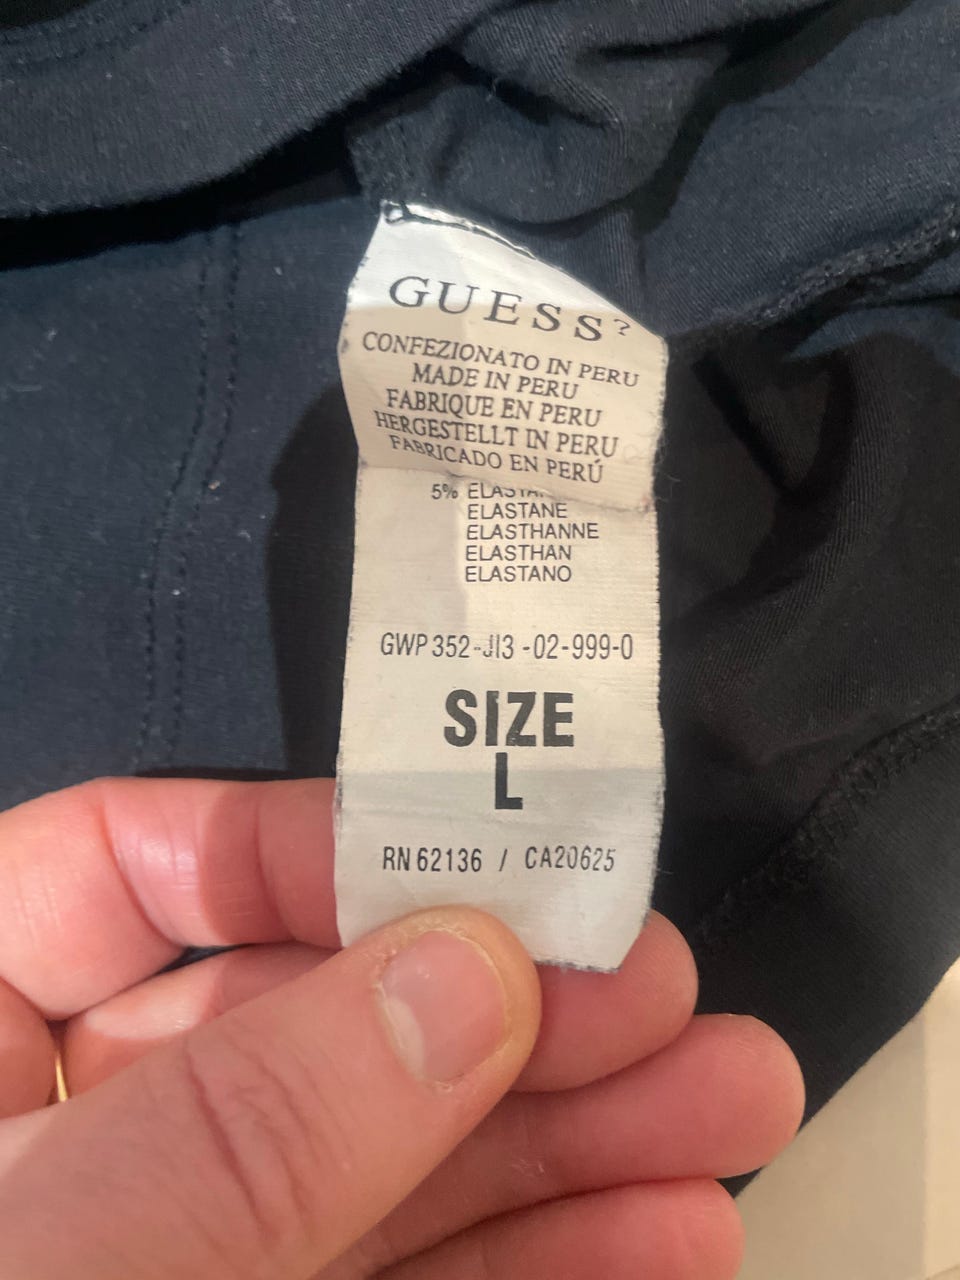 GUESS?
CONFEZIONATO IN PERU
MADE IN PERU
FABRIQUE EN PERU
HERGESTELLT IN PERU
FABRICADO EN PERÚ
5%
ELASTANE
ELASTHANNE
ELASTHAN
ELASTANO
GWP 352-JI3-02-999-0
SIZE
L
RN 62136 / CA20625